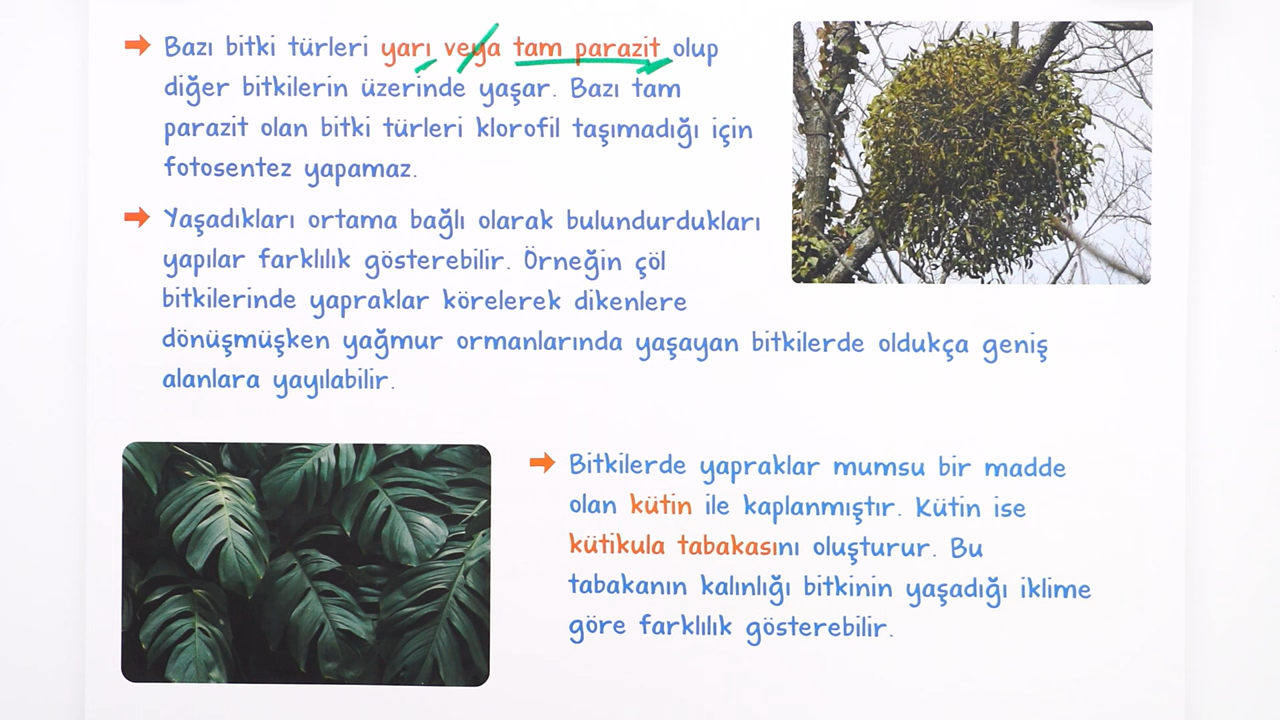 Bazı bitki türleri yarı veya tam parazit olup
diğer bitkilerin üzerinde yaşar. Bazı tam
parazit olan bitki türleri klorofil taşımadığı için
fotosentez yapamaz.
Yaşadıkları ortama bağlı olarak bulundurdukları
yapılar farklılık gösterebilir. Örneğin çöl
bitkilerinde yapraklar körelerek dikenlere
dönüşmüşken yağmur ormanlarında yaşayan bitkilerde oldukça geniş
alanlara yayılabilir.
Bitkilerde yapraklar mumsu bir madde
olan kütin ile kaplanmıştır. Kütin ise
kütikula tabakasını oluşturur. Bu
tabakanın kalınlığı bitkinin yaşadığı iklime
göre farklılık gösterebilir.